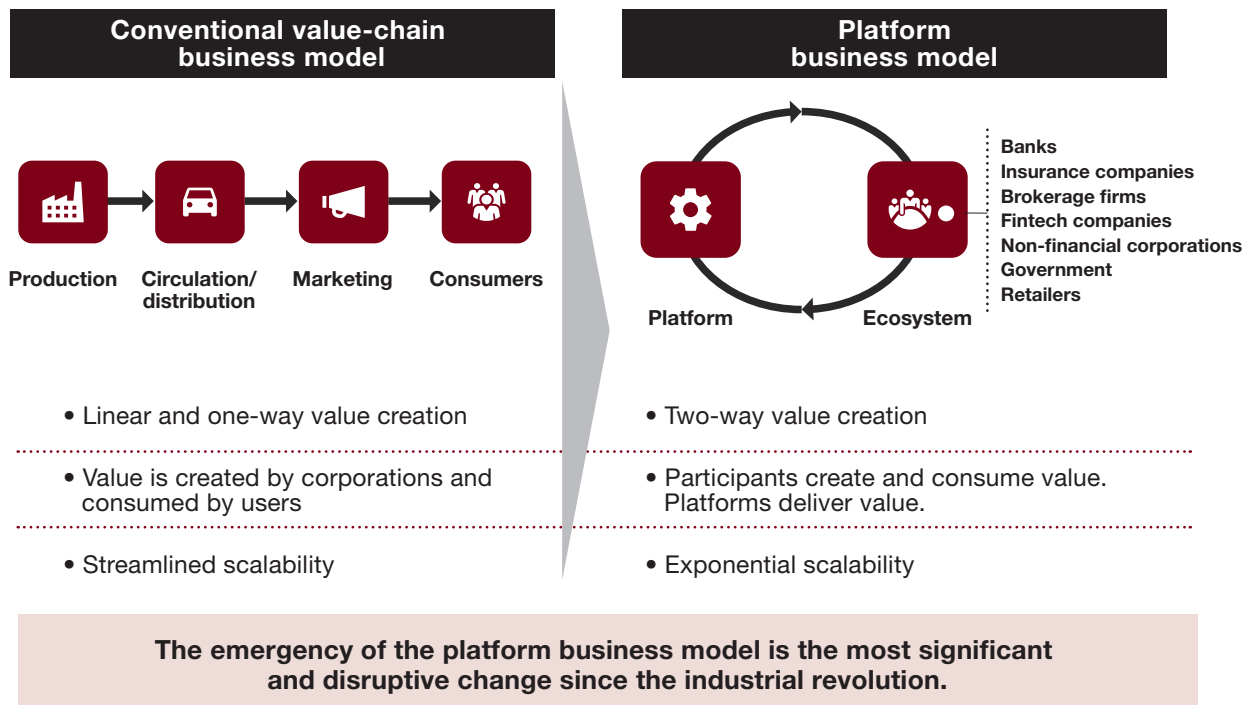 Conventional value-chain
business model
Production
Circulation/
distribution
Marketing
Consumers
• Linear and one-way value creation
• Value is created by corporations and
consumed by users
• Streamlined scalability
Platform
business model
Platform
Ecosystem
Banks
Insurance companies
Brokerage firms
Fintech companies
Non-financial corporations
Government
Retailers
• Two-way value creation
• Participants create and consume value.
Platforms deliver value.
• Exponential scalability
The emergency of the platform business model is the most significant
and disruptive change since the industrial revolution.